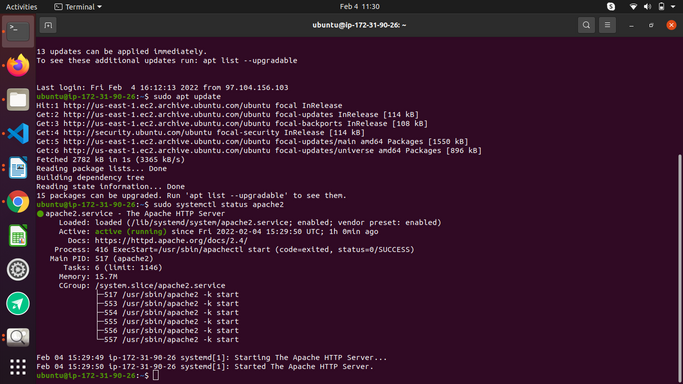 Activities
Terminal
Feb 4 11:30
ubuntu@ip-172-31-90-26: ~
13 updates can be applied immediately.
To see these additional updates run: apt list --upgradable
Last login: Fri Feb  4 16:12:13 2022 from 97.104.156.103
ubuntu@ip-172-31-90-26:~$ sudo apt update
Hit:1 http://us-east-1.ec2.archive.ubuntu.com/ubuntu focal InRelease
Get:2 http://us-east-1.ec2.archive.ubuntu.com/ubuntu focal-updates InRelease [114 kB]
Get:3 http://us-east-1.ec2.archive.ubuntu.com/ubuntu focal-backports InRelease [108 kB]
Get:4 http://security.ubuntu.com/ubuntu focal-security InRelease [114 kB]
Get:5 http://us-east-1.ec2.archive.ubuntu.com/ubuntu focal-updates/main amd64 Packages [1550 kB]
Get:6 http://us-east-1.ec2.archive.ubuntu.com/ubuntu focal-updates/universe amd64 Packages [896 kB]
Fetched 2782 kB in 1s (3365 kB/s)
Reading package lists... Done
Building dependency tree
Reading state information... Done
15 packages can be upgraded. Run 'apt list --upgradable' to see them.
ubuntu@ip-172-31-90-26:~$ sudo systemctl status apache2
● apache2.service - The Apache HTTP Server
Loaded: loaded (/lib/systemd/system/apache2.service; enabled; vendor preset: enabled)
Active: active (running) since Fri 2022-02-04 15:29:50 UTC; 1h 0min ago
Docs: https://httpd.apache.org/docs/2.4/
Process: 416 ExecStart=/usr/sbin/apachectl start (code=exited, status=0/SUCCESS)
Main PID: 517 (apache2)
Tasks: 6 (limit: 1146)
Memory: 15.7M
CGroup: /system.slice/apache2.service
├─517 /usr/sbin/apache2 -k start
├─553 /usr/sbin/apache2 -k start
├─554 /usr/sbin/apache2 -k start
├─555 /usr/sbin/apache2 -k start
├─556 /usr/sbin/apache2 -k start
└─557 /usr/sbin/apache2 -k start
Feb 04 15:29:49 ip-172-31-90-26 systemd[1]: Starting The Apache HTTP Server...
Feb 04 15:29:50 ip-172-31-90-26 systemd[1]: Started The Apache HTTP Server.
ubuntu@ip-172-31-90-26:~$